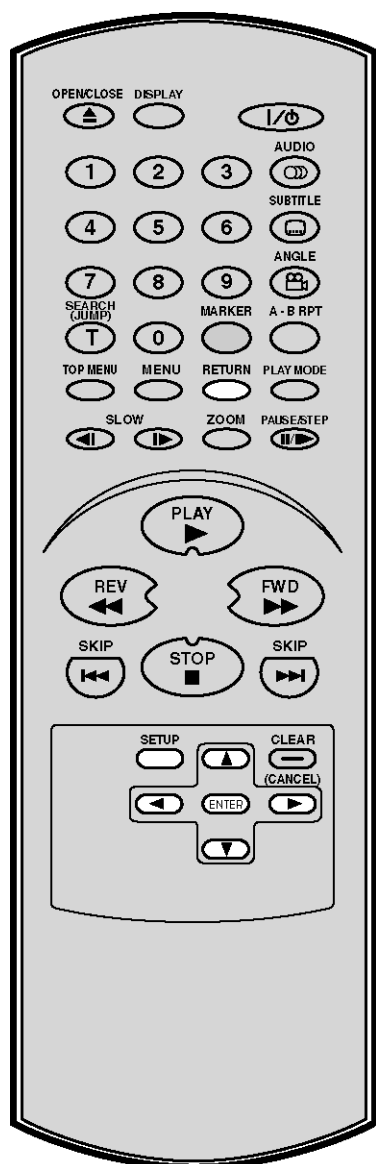 OPEN/CLOSE DISPLAY
I/
AUDIO
1 2 3
SUBTITLE
4 5 6
ANGLE
7 8 9
SEARCH
(JUMP)
MARKER A - B RPT
T 0
TOP MENU MENU RETURN PLAY MODE
SLOW ZOOM PAUSE/STEP
PLAY
REV FWD
SKIP SKIP
STOP
SETUP CLEAR
(CANCEL)
ENTER